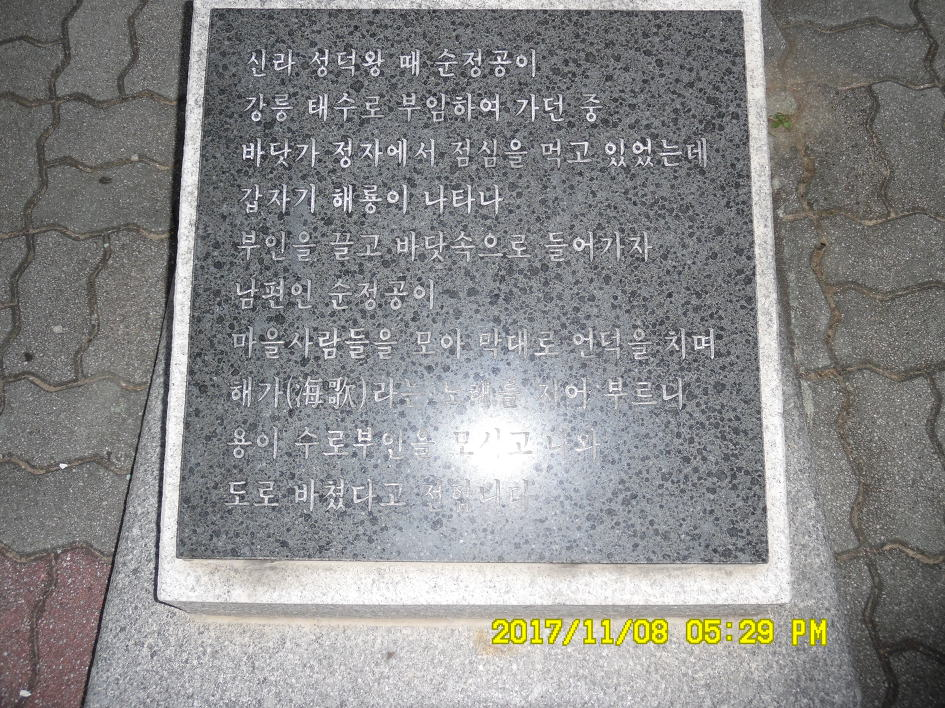 신라 성덕왕 때 순정공이
강릉 태수로 부임하여 가던 중
바닷가 정자에서 점심을 먹고 있었는데
갑자기 해룡이 나타나
부인을 끌고 바닷속으로 들어가자
남편인 순정공이
마을사람들을 모아 막대로 언덕을 치며
해가(海歌)라는 노래를 지어 부르니
용이 수로부인을 모시고 나와
도로 바쳤다고 전합니다
2017/11/08 05:29 PM